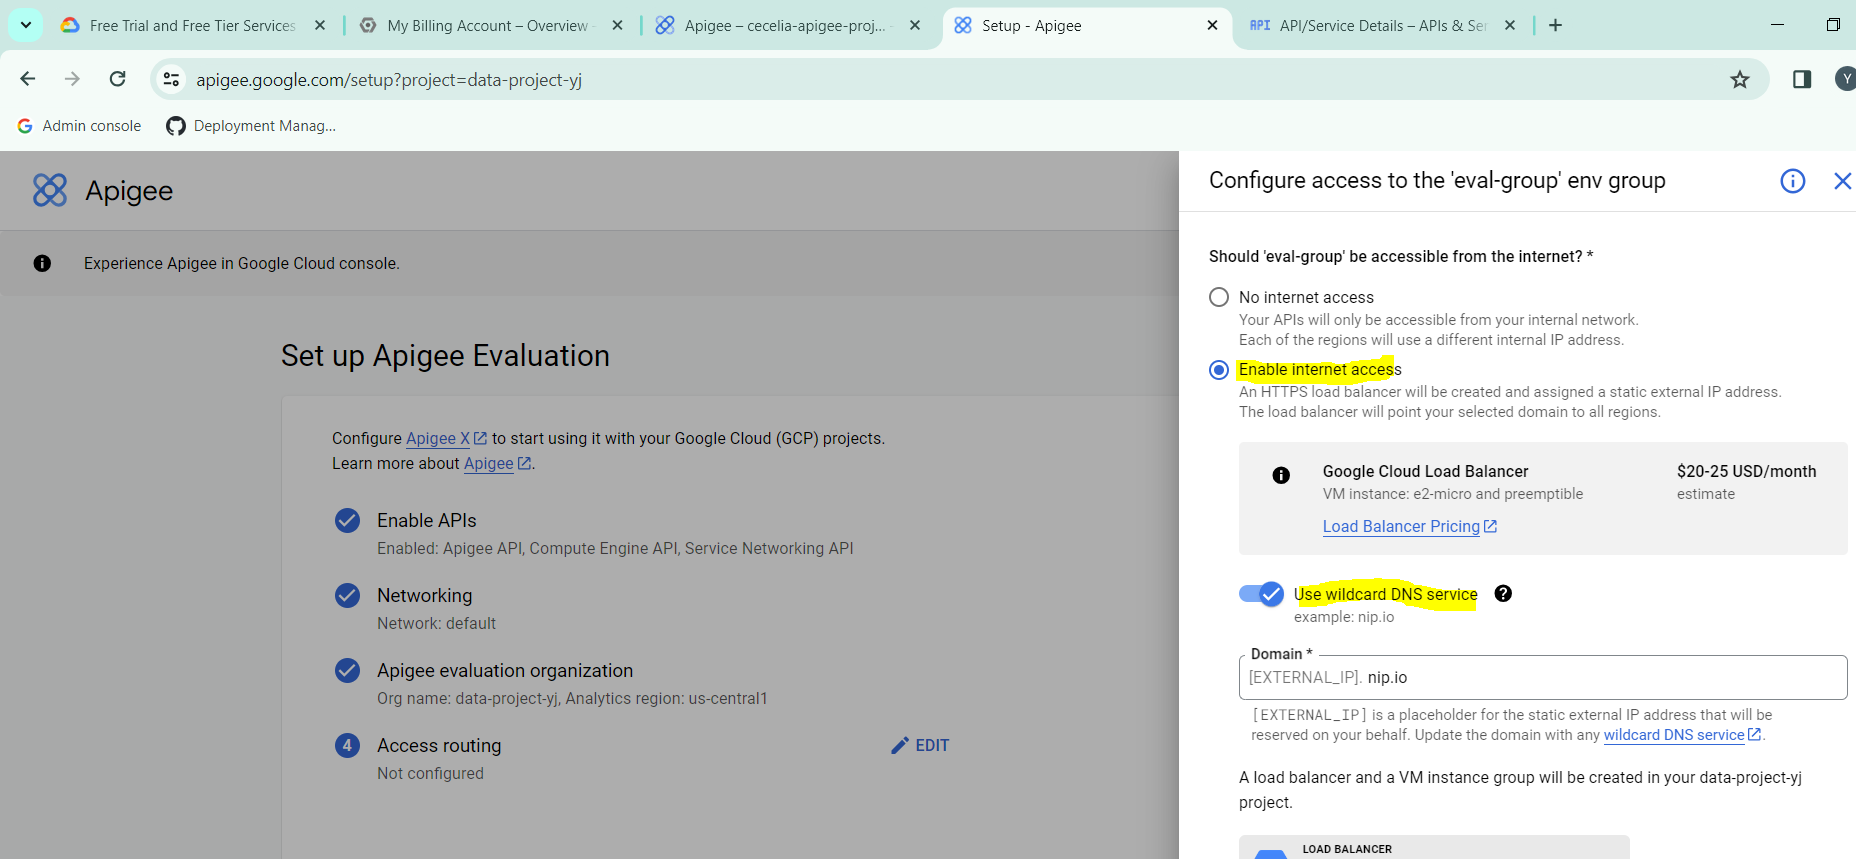 Free Trial and Free Tier Services
My Billing Account – Overview -
Apigee – cecelia-apigee-proj... -
Setup - Apigee
API API/Service Details – APIs & Ser
apigee.google.com/setup?project=data-project-yj
Y
Admin console
Deployment Manag...
Apigee
Experience Apigee in Google Cloud console.
Set up Apigee Evaluation
Configure Apigee X to start using it with your Google Cloud (GCP) projects.
Learn more about Apigee.
Enable APIs
Enabled: Apigee API, Compute Engine API, Service Networking API
Networking
Network: default
Apigee evaluation organization
Org name: data-project-yj, Analytics region: us-central1
4 Access routing
EDIT
Not configured
Configure access to the 'eval-group' env group
Should 'eval-group' be accessible from the internet? *
No internet access
Your APIs will only be accessible from your internal network.
Each of the regions will use a different internal IP address.
Enable internet access
An HTTPS load balancer will be created and assigned a static external IP address.
The load balancer will point your selected domain to all regions.
Google Cloud Load Balancer
$20-25 USD/month
VM instance: e2-micro and preemptible
estimate
Load Balancer Pricing
Use wildcard DNS service
example: nip.io
Domain *
[EXTERNAL_IP]. nip.io
[EXTERNAL_IP] is a placeholder for the static external IP address that will be
reserved on your behalf. Update the domain with any wildcard DNS service.
A load balancer and a VM instance group will be created in your data-project-yj
project.
LOAD BALANCER